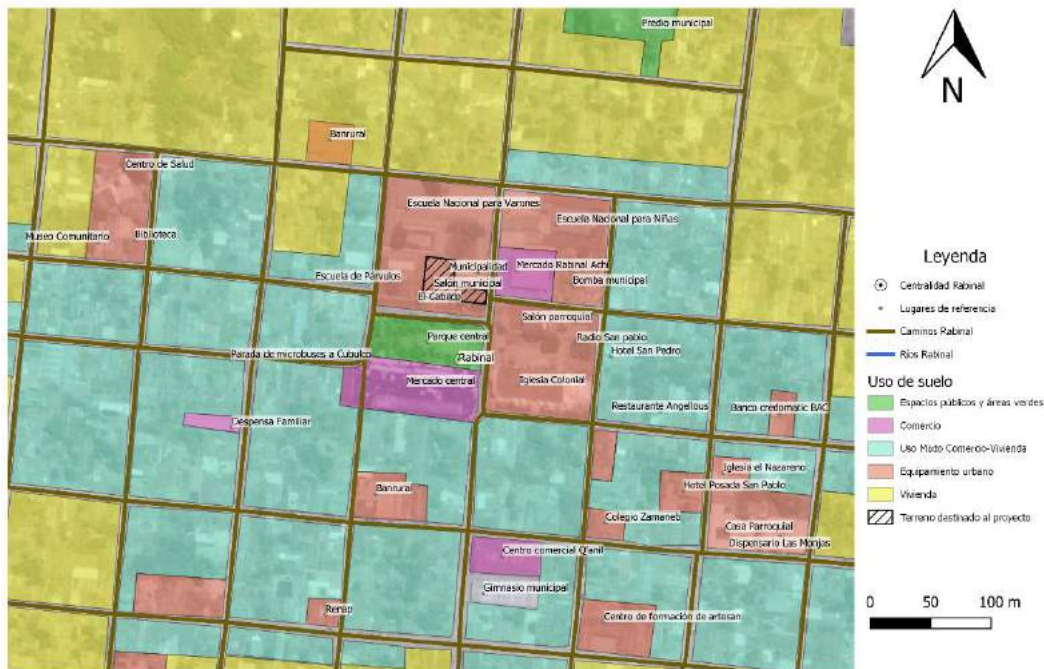 Predio municipal
N
Banrural
Centro de Salud
Escuela Nacional para Varones
Escuela Nacional para Niñas
Museo Comunitario
Biblioteca
Municipalidad
Mercado Rabinal Achi
Escuela de Párvulos
Salón municipal
Bomba municipal
El Cabildo
Salón parroquial
Parque central
Radio San pablo
Parada de microbuses a Cubulco
Rabinal
Hotel San Pedro
Mercado central
Iglesia Colonial
Restaurante Angellous
Banco credomatic BAC
Despensa Familiar
Iglesia el Nazareno
Banrural
Hotel Posada San Pablo
Colegio Zamaneb
Casa Parroquial
Dispensario Las Monjas
Centro comercial Q'anil
Gimnasio municipal
Renap
Centro de formación de artesan
Leyenda
Centralidad Rabinal
Lugares de referencia
Caminos Rabinal
Rios Rabinal
Uso de suelo
Espacios públicos y áreas verdes
Comercio
Uso Mixto Comercio-Vivienda
Equipamiento urbano
Vivienda
Terreno destinado al proyecto
0 50 100 m